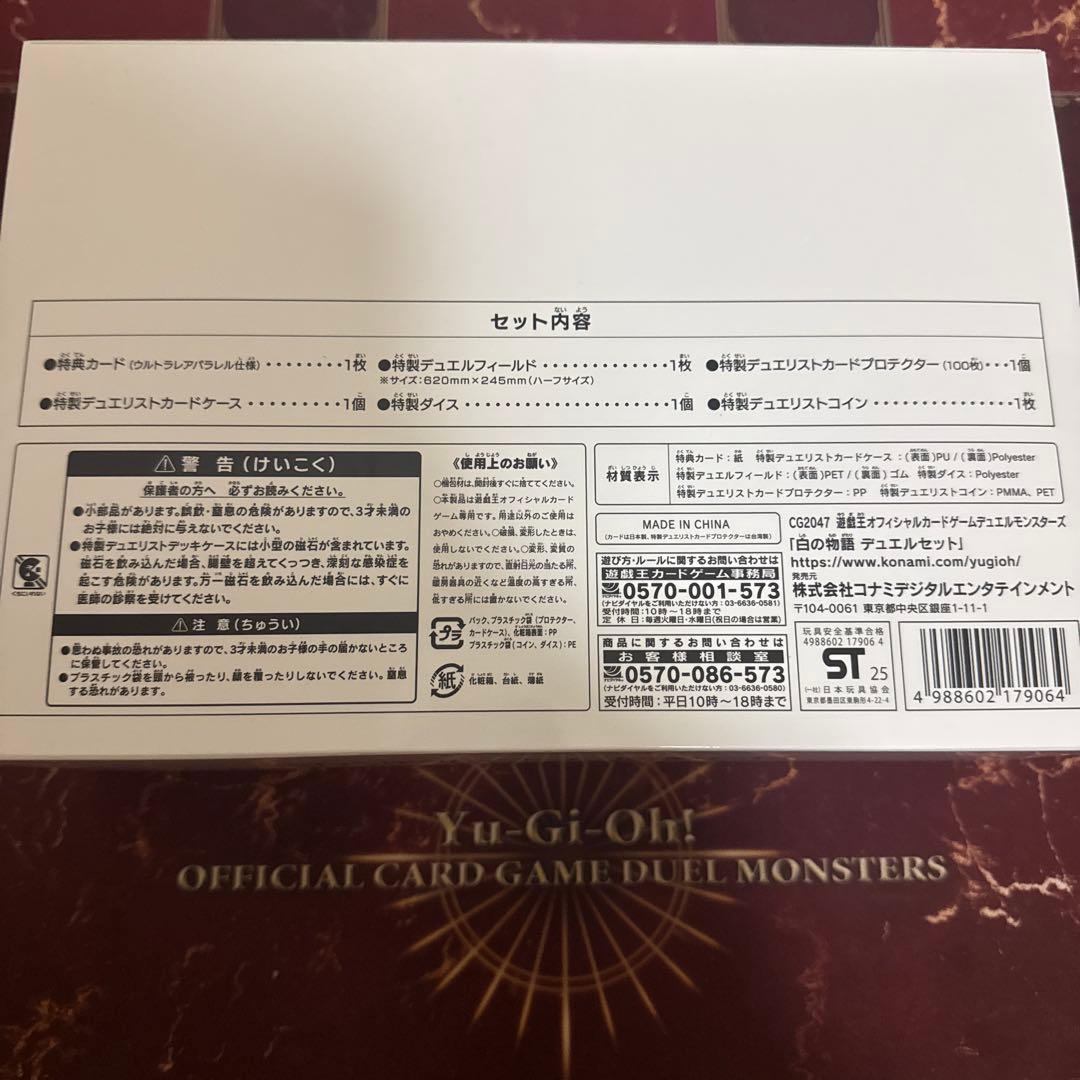 セット内容
●特典カード(ウルトラレアパラレル仕様)・・・・・・・・1枚 ●特製デュエルフィールド・・・・・・・・・・・・・1枚 ●特製デュエリストカードプロテクター(100枚)・・・1個
※サイズ:620mm×245mm(ハーフサイズ)
●特製デュエリストカードケース・・・・・・・・・1個 ●特製ダイス・・・・・・・・・・・・・・・・・・・・1個 ●特製デュエリストコイン・・・・・・・・・・・・・・1枚
⚠警告(けいこく)
保護者の方へ 必ずお読みください。
●小部品があります。誤飲・窒息の危険がありますので、3才未満の
お子様には絶対に与えないでください。
●特製デュエリストデッキケースには小型の磁石が含まれています。
磁石を飲み込んだ場合、腸壁を超えてくっつき、深刻な感染症を
起こす危険があります。万一磁石を飲み込んだ場合には、すぐに
医師の診察を受けてください。
⚠注意(ちゅうい)
●思わぬ事故の恐れがありますので、3才未満のお子様の手の届かないところ
に保管してください。
●プラスチック袋を頭から被ったり、顔を覆ったりしないでください。窒息
する恐れがあります。
《使用上のお願い》
○梱包材は、開封後すぐに捨ててください。
○本製品は遊戯王オフィシャルカード
ゲーム専用です。用途以外のご使用は
おやめください。○破損、変形したときは、
使用しないでください。○変形、変質の
恐れがありますので、直射日光の当たる所、
暖房器具の近くなど温度の高すぎる所、
低すぎる所には置かないでください。
プラ
パック、プラスチック袋(プロテクター、
カードケース)、化粧箱表面:PP
プラスチック袋(コイン、ダイス):PE
紙
化粧箱、台紙、薄紙
材質表示
特典カード:紙 特製デュエリストカードケース:(表面)PU/(裏面)Polyester
特製デュエルフィールド:(表面)PET/(裏面)ゴム 特製ダイス:Polyester
特製デュエリストカードプロテクター:PP 特製デュエリストコイン:PMMA、PET
MADE IN CHINA
(カードは日本製、特製デュエリストカードプロテクターは台湾製)
遊び方・ルールに関するお問い合わせは
遊戯王カードゲーム事務局
0570-001-573
(ナビダイヤルをご利用いただけない方:03-6636-0581)
受付時間:10時~18時まで
定休日:毎週火曜日・水曜日(祝日の場合は営業)
商品に関するお問い合わせは
お客様相談室
0570-086-573
(ナビダイヤルをご利用いただけない方:03-6636-0580)
受付時間:平日10時~18時まで
CG2047 遊戯王オフィシャルカードゲームデュエルモンスターズ
「白の物語 デュエルセット」
https://www.konami.com/yugioh/
発売元
株式会社コナミデジタルエンタテインメント
〒104-0061 東京都中央区銀座1-11-1
玩具安全基準合格
4988602 17906 4
ST 25
(一社)日本玩具協会
東京都墨田区東駒形4-22-4
4 988602 179064
Yu-Gi-Oh!
OFFICIAL CARD GAME DUEL MONSTERS